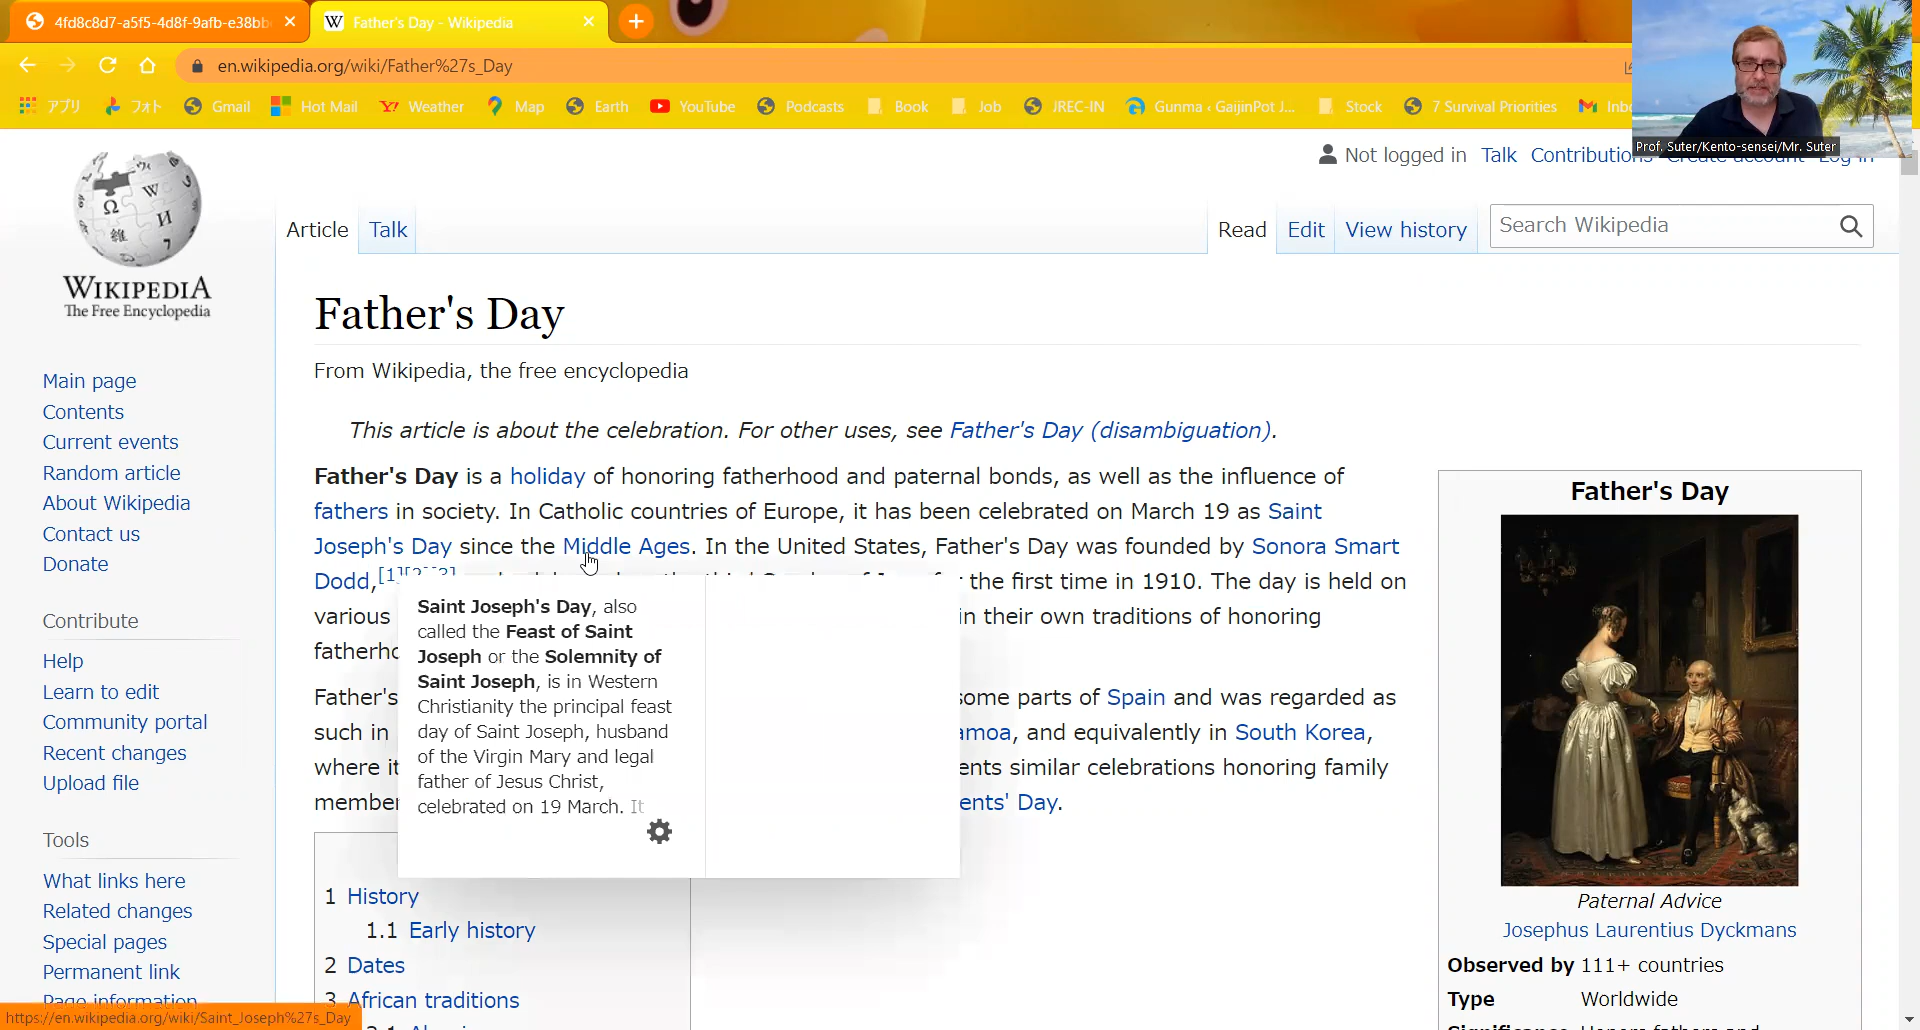 4fd8c8d7-a5f5-4d8f-9afb-e38bb
Father's Day - Wikipedia
en.wikipedia.org/wiki/Father%27s_Day
アプリ フォト Gmail Hot Mail Weather Map Earth YouTube Podcasts Book Job JREC-IN Gunma ‹ GaijinPot J... Stock 7 Survival Priorities
Prof. Suter/Kento-sensei/Mr. Suter
Not logged in Talk Contributions Create account Log in
Article Talk Read Edit View history Search Wikipedia
WIKIPEDIA
The Free Encyclopedia
Main page
Contents
Current events
Random article
About Wikipedia
Contact us
Donate
Contribute
Help
Learn to edit
Community portal
Recent changes
Upload file
Tools
What links here
Related changes
Special pages
Permanent link
Page information
https://en.wikipedia.org/wiki/Saint_Joseph%27s_Day
Father's Day
From Wikipedia, the free encyclopedia
This article is about the celebration. For other uses, see Father's Day (disambiguation).
Father's Day is a holiday of honoring fatherhood and paternal bonds, as well as the influence of
fathers in society. In Catholic countries of Europe, it has been celebrated on March 19 as Saint
Joseph's Day since the Middle Ages. In the United States, Father's Day was founded by Sonora Smart
Dodd,[1][2][3] the first time in 1910. The day is held on
various in their own traditions of honoring
Father's some parts of Spain and was regarded as
such in and equivalently in South Korea,
where similar celebrations honoring family
Day.
Saint Joseph's Day, also
called the Feast of Saint
Joseph or the Solemnity of
Saint Joseph, is in Western
Christianity the principal feast
day of Saint Joseph, husband
of the Virgin Mary and legal
father of Jesus Christ,
celebrated on 19 March. It
1 History
1.1 Early history
2 Dates
3 African traditions
Father's Day
Paternal Advice
Josephus Laurentius Dyckmans
Observed by 111+ countries
Type Worldwide